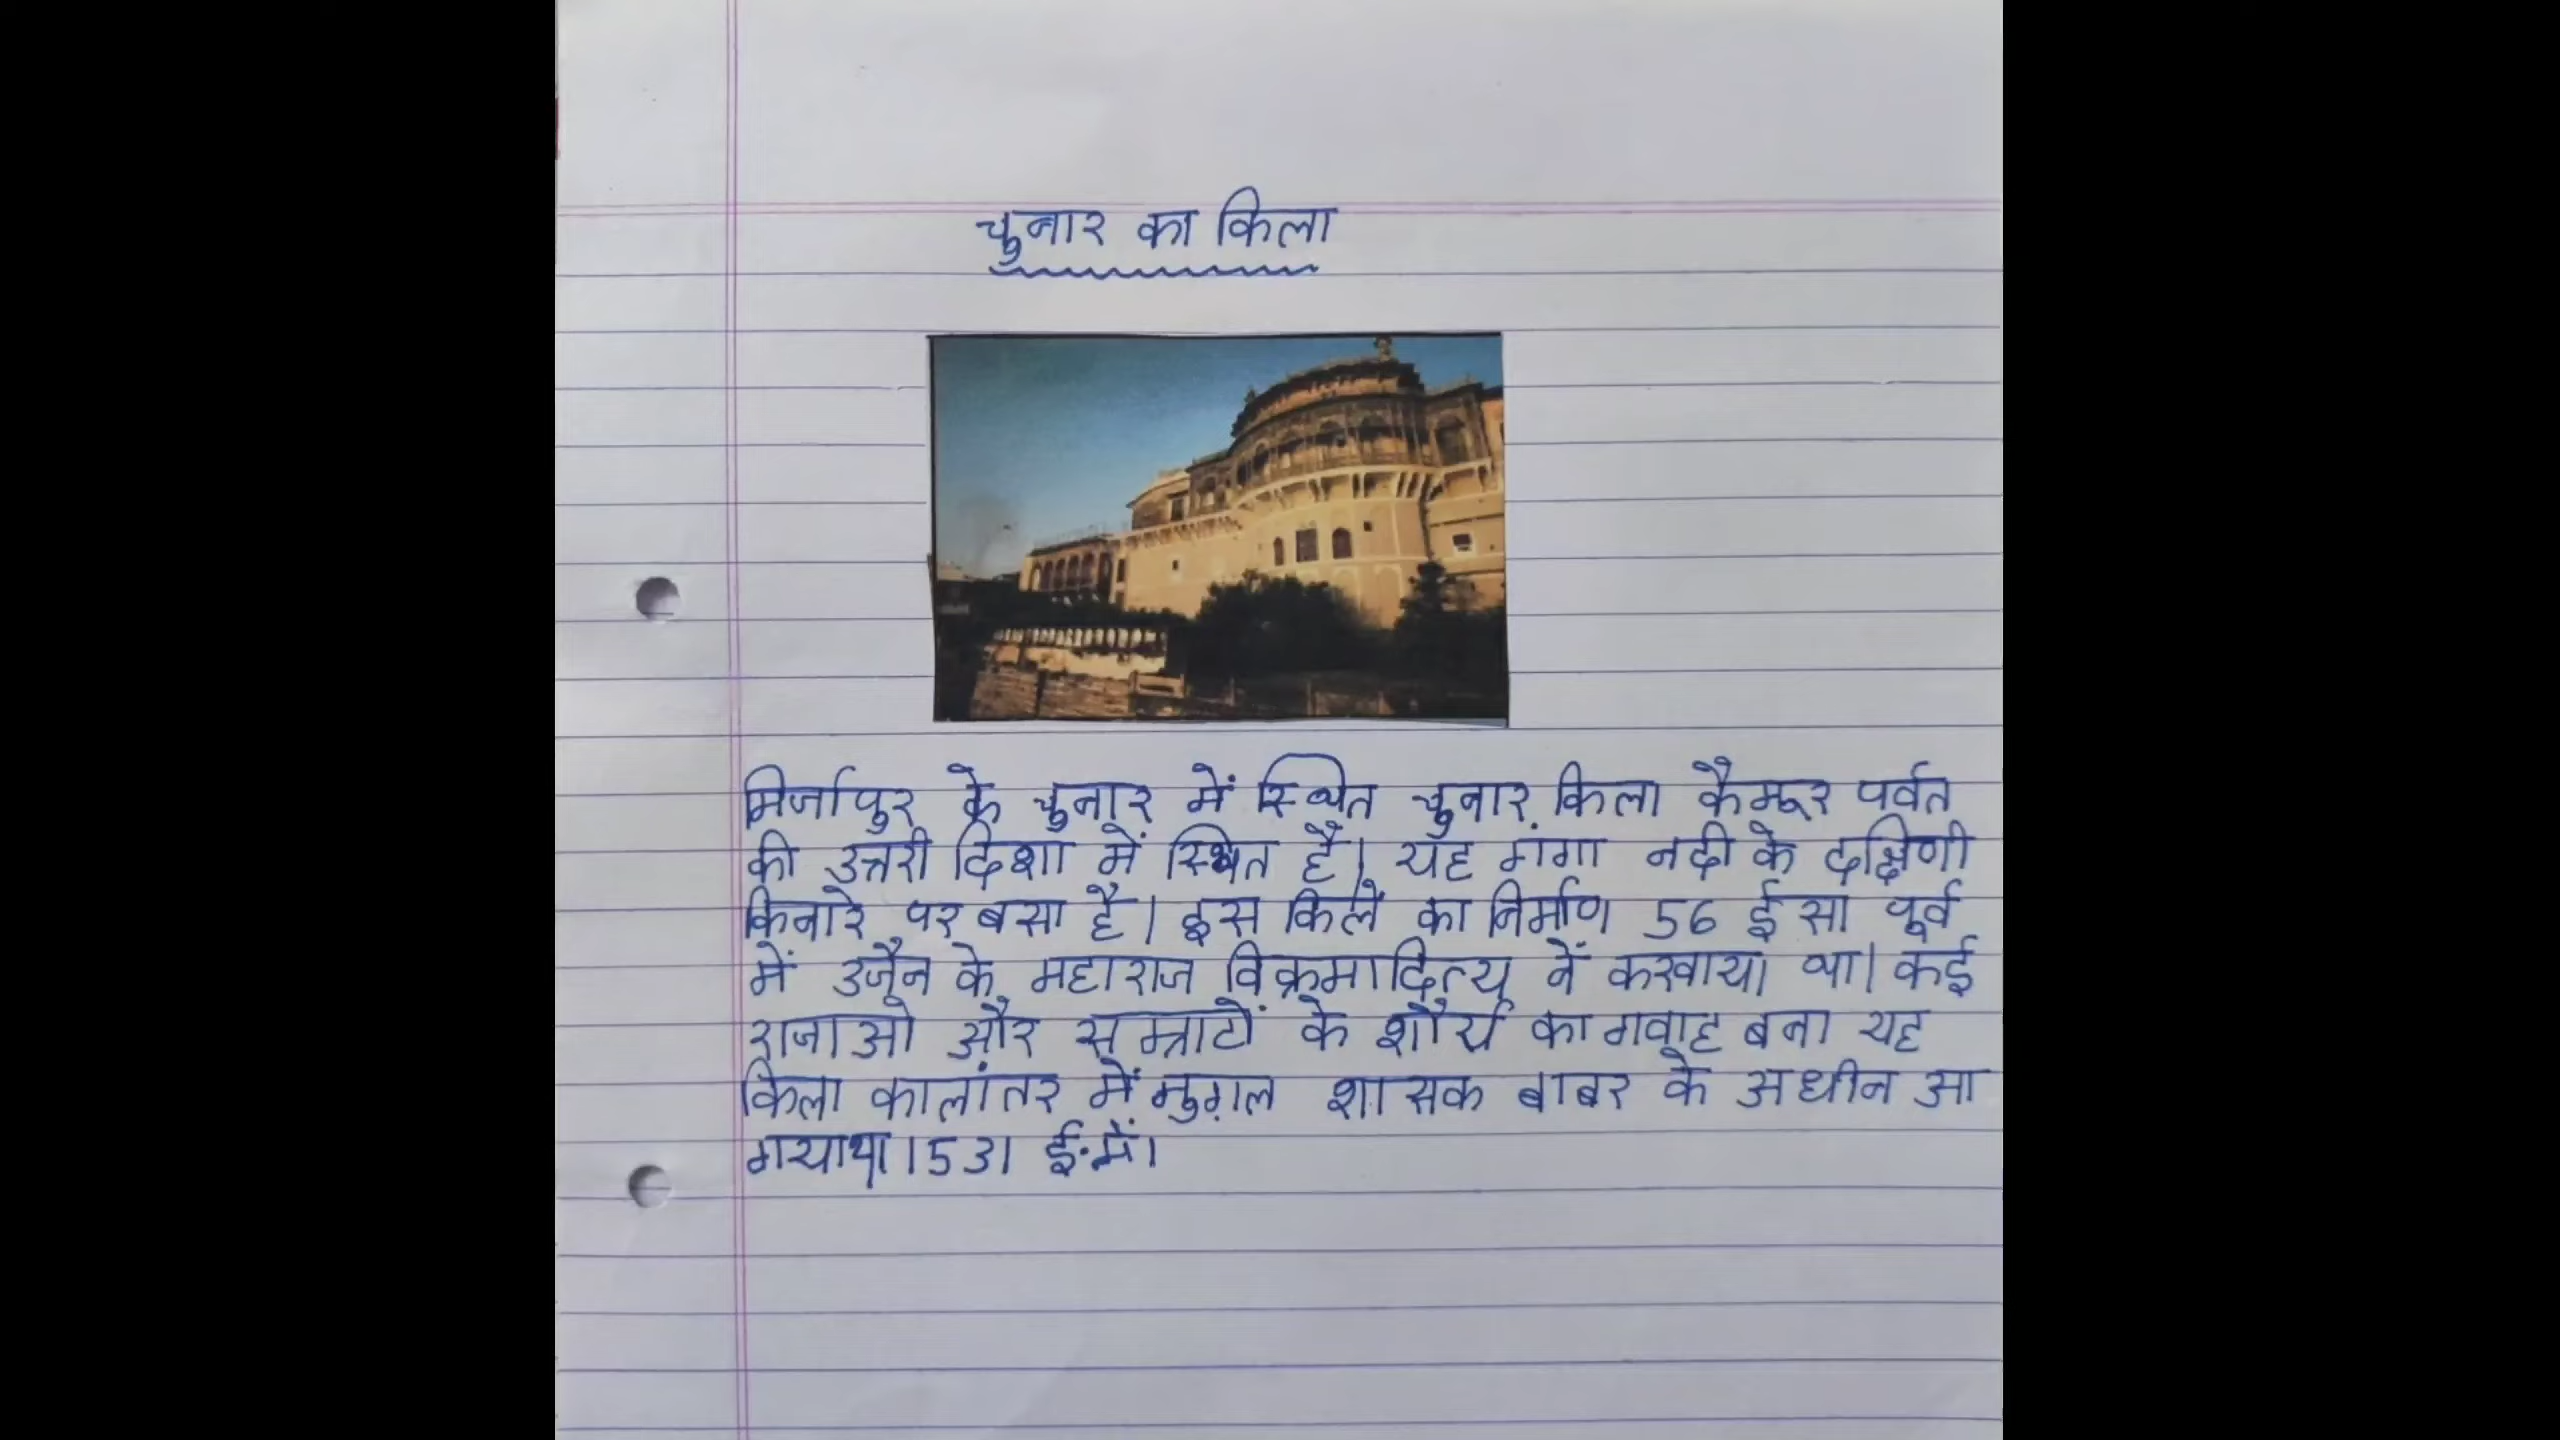 चुनार का किला
मिर्जापुर के चुनार में स्थित चुनार किला कैमूर पर्वत
की उत्तरी दिशा में स्थित है। यह गंगा नदी के दक्षिणी
किनारे पर बसा है। इस किलें का निर्माण 56 ईसा पूर्व
में उजैन के महाराज विक्रमादित्य नें करवाया था। कई
राजाओ और सम्राटों के शौर्य का गवाह बना यह
किला कालांतर में मुग़ल शासक बाबर के अधीन आ
गयाथा 1531 ई. में।